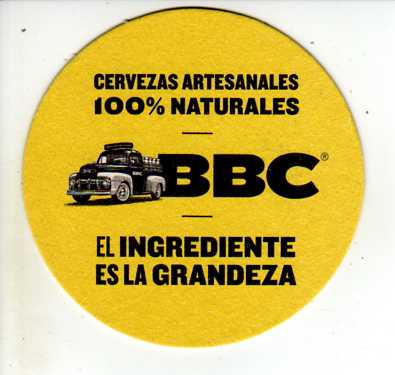 CERVEZAS ARTESANALES
100% NATURALES
BBC®
EL INGREDIENTE
ES LA GRANDEZA